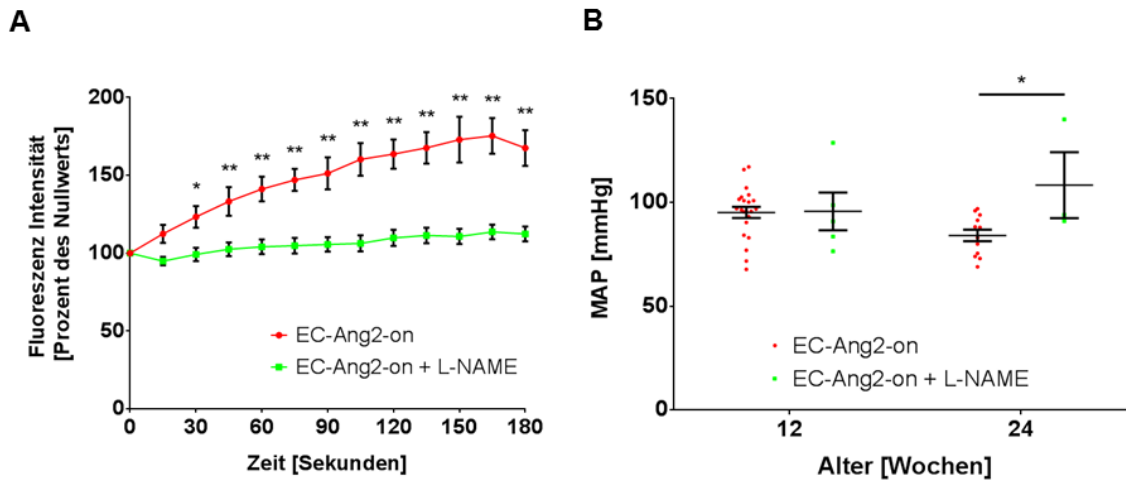 A
B
Fluoreszenz Intensität
[Prozent des Nullwerts]
200
150
100
50
0
* ** ** ** ** ** ** ** ** ** **
EC-Ang2-on
EC-Ang2-on + L-NAME
0 30 60 90 120 150 180
Zeit [Sekunden]
MAP [mmHg]
150
100
50
0
*
EC-Ang2-on
EC-Ang2-on + L-NAME
12 24
Alter [Wochen]